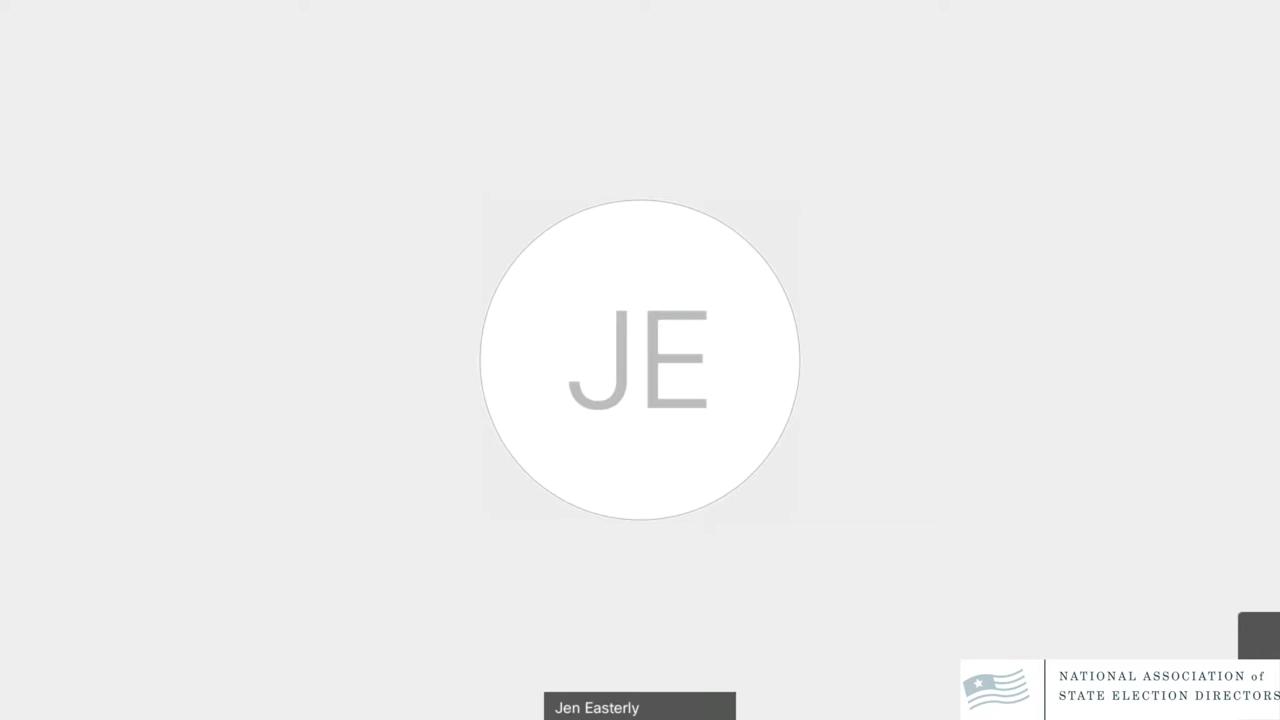 JE
NATIONAL ASSOCIATION of
STATE ELECTION DIRECTORS
Jen Easterly